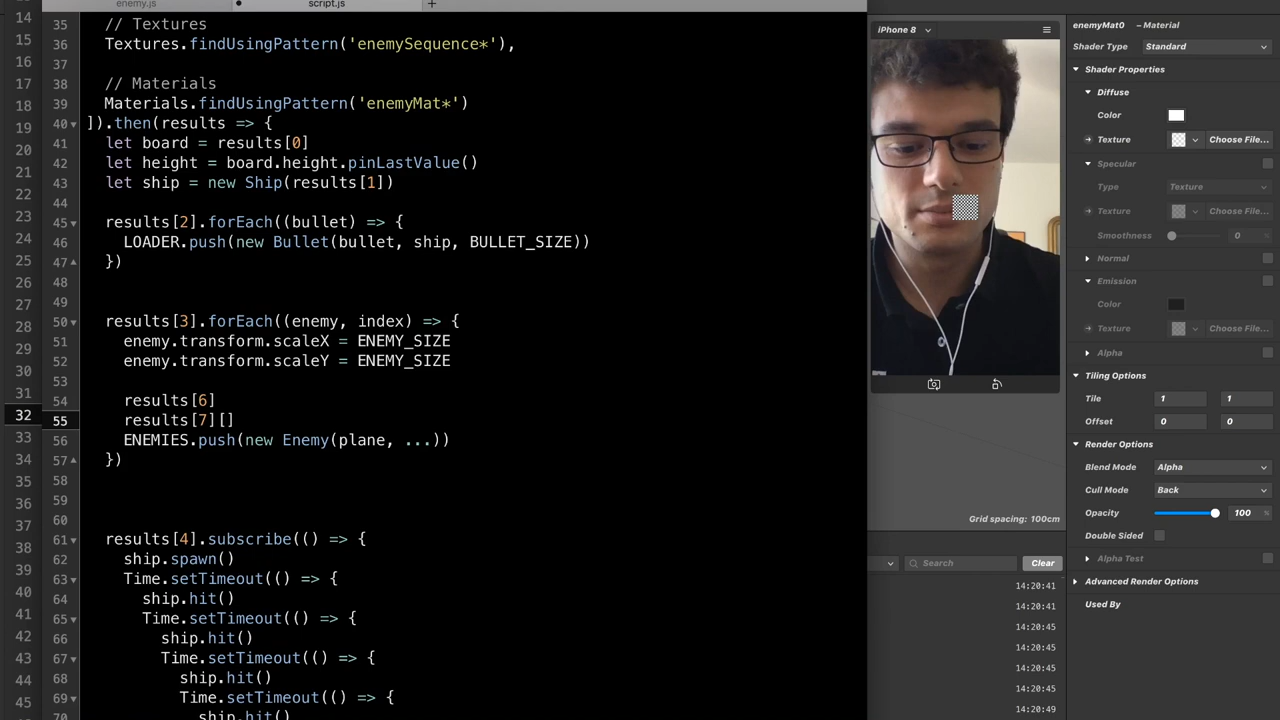 enemy.js
script.js
+
14
15
16
17
18
19
20
21
22
23
24
25
26
27
28
29
30
31
32
33
34
35
36
37
38
39
40
41
42
43
44
45
35 // Textures
36 Textures.findUsingPattern('enemySequence*'),
37
38 // Materials
39 Materials.findUsingPattern('enemyMat*')
40 ]).then(results => {
41 let board = results[0]
42 let height = board.height.pinLastValue()
43 let ship = new Ship(results[1])
44
45 results[2].forEach((bullet) => {
46 LOADER.push(new Bullet(bullet, ship, BULLET_SIZE))
47 })
48
49
50 results[3].forEach((enemy, index) => {
51 enemy.transform.scaleX = ENEMY_SIZE
52 enemy.transform.scaleY = ENEMY_SIZE
53
54 results[6]
55 results[7][]
56 ENEMIES.push(new Enemy(plane, ...))
57 })
58
59
60
61 results[4].subscribe(() => {
62 ship.spawn()
63 Time.setTimeout(() => {
64 ship.hit()
65 Time.setTimeout(() => {
66 ship.hit()
67 Time.setTimeout(() => {
68 ship.hit()
69 Time.setTimeout(() => {
70 ship.hit()
iPhone 8
Grid spacing: 100cm
Search
Clear
14:20:41
14:20:41
14:20:45
14:20:45
14:20:45
14:20:45
14:20:49
enemyMat0 – Material
Shader Type Standard
Shader Properties
Diffuse
Color
Texture Choose File...
Specular
Type Texture
Texture Choose File...
Smoothness 0 %
Normal
Emission
Color
Texture Choose File...
Alpha
Tiling Options
Tile 1 1
Offset 0 0
Render Options
Blend Mode Alpha
Cull Mode Back
Opacity 100 %
Double Sided
Alpha Test
Advanced Render Options
Used By